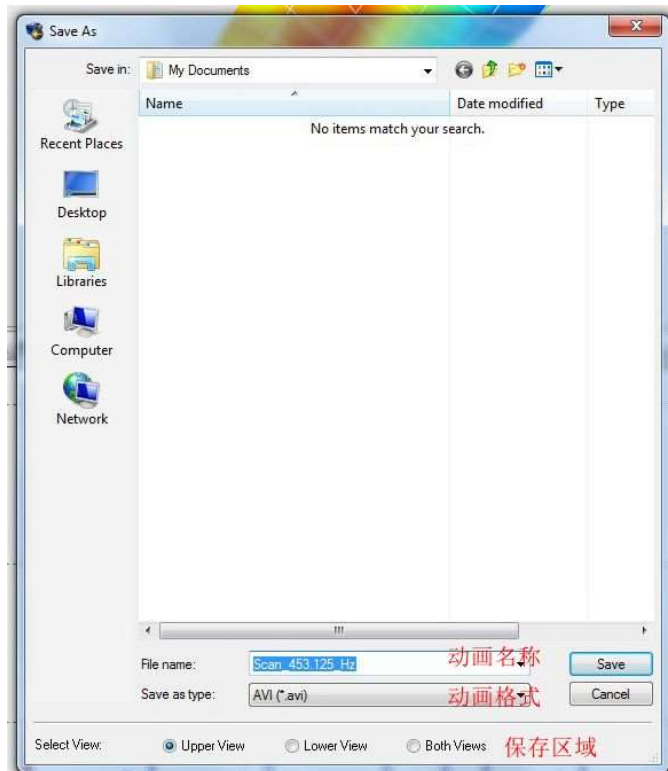 Save As
Save in: My Documents
Name Date modified Type
No items match your search.
Recent Places
Desktop
Libraries
Computer
Network
File name: Scan_453.125_Hz 动画名称 Save
Save as type: AVI (*.avi) 动画格式 Cancel
Select View: Upper View Lower View Both Views 保存区域